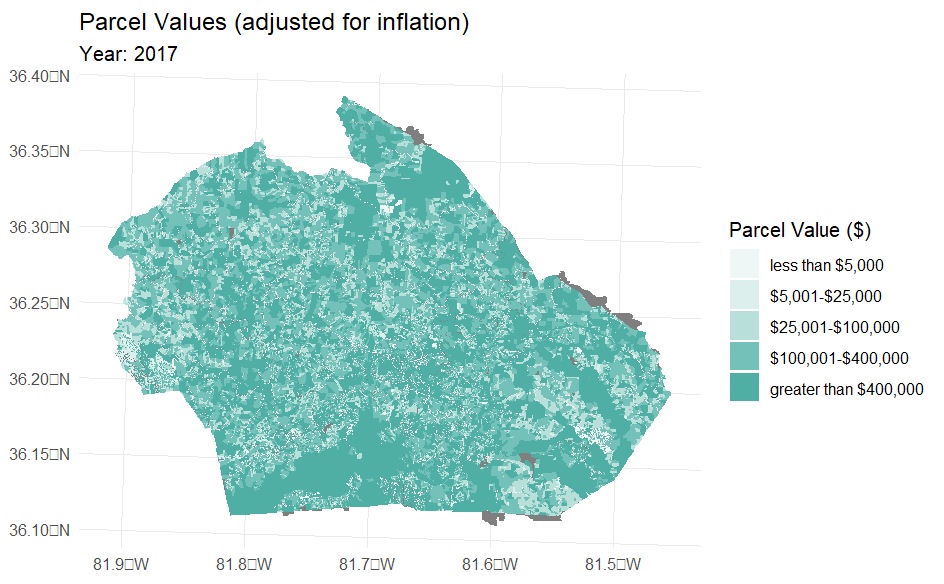 Parcel Values (adjusted for inflation)
Year: 2017
36.40□N
36.35□N
36.30□N
36.25□N
36.20□N
36.15□N
36.10□N
81.9□W
81.8□W
81.7□W
81.6□W
81.5□W
Parcel Value ($)
less than $5,000
$5,001-$25,000
$25,001-$100,000
$100,001-$400,000
greater than $400,000